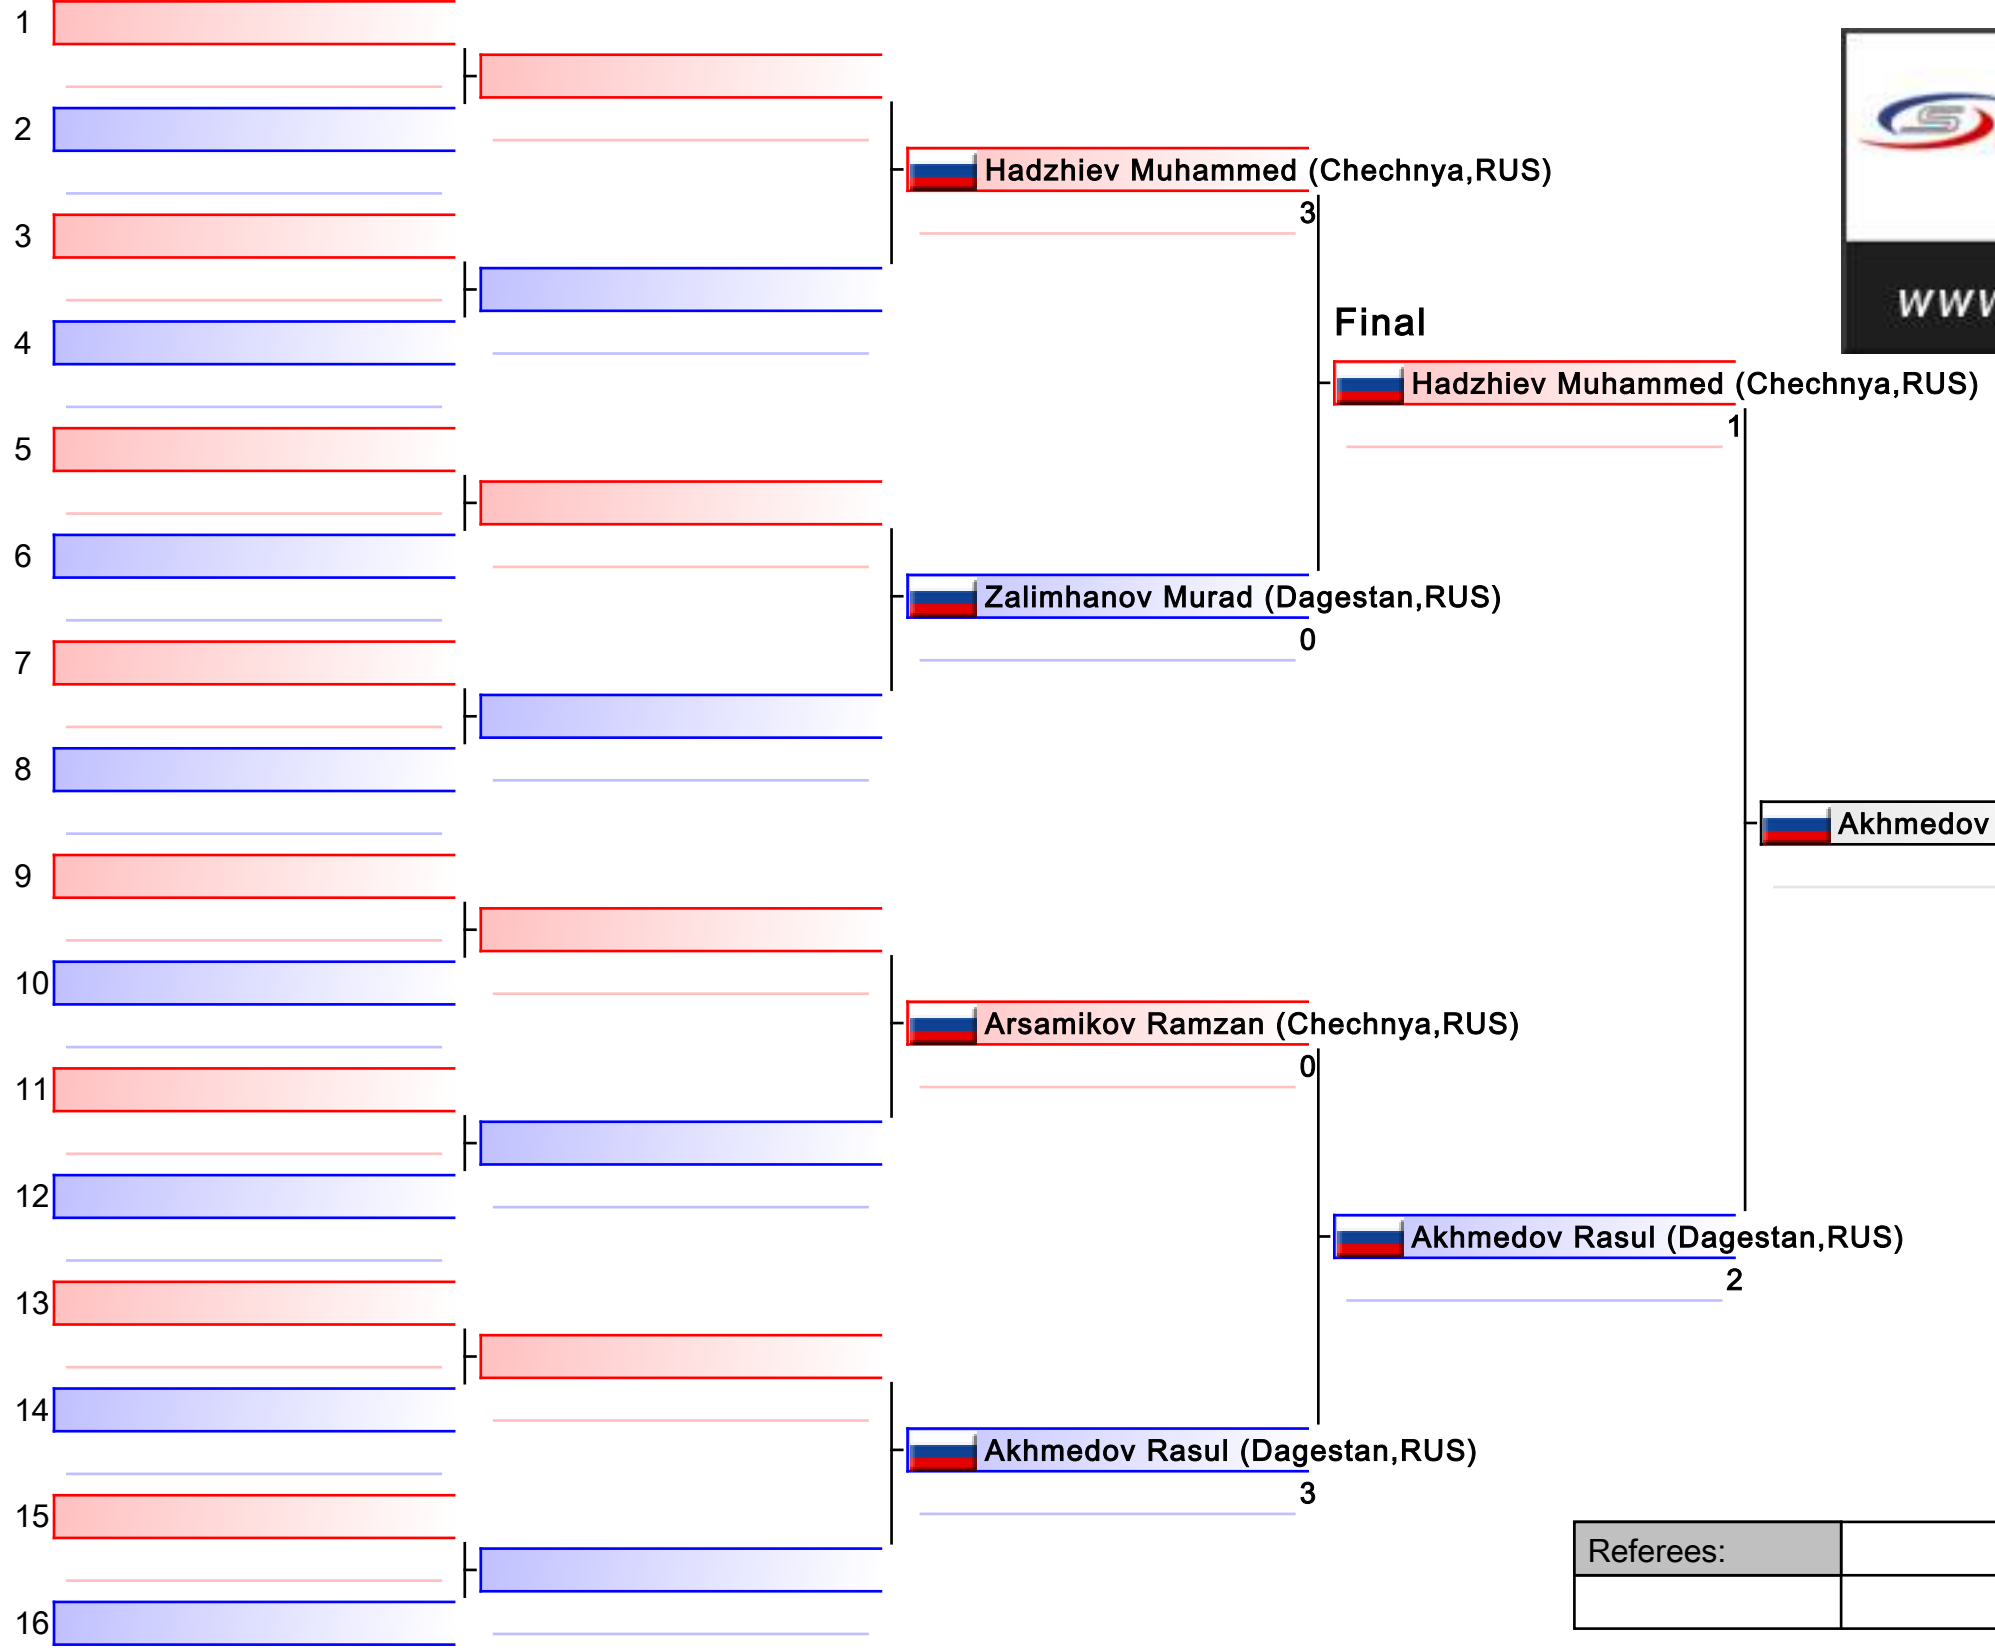 1
2
Hadzhiev Muhammed (Chechnya,RUS)
3
3
Final
4
Hadzhiev Muhammed (Chechnya,RUS)
1
5
6
Zalimhanov Murad (Dagestan,RUS)
0
7
8
Akhmedov
9
10
Arsamikov Ramzan (Chechnya,RUS)
0
11
12
Akhmedov Rasul (Dagestan,RUS)
2
13
14
Akhmedov Rasul (Dagestan,RUS)
3
15
Referees:
16
S